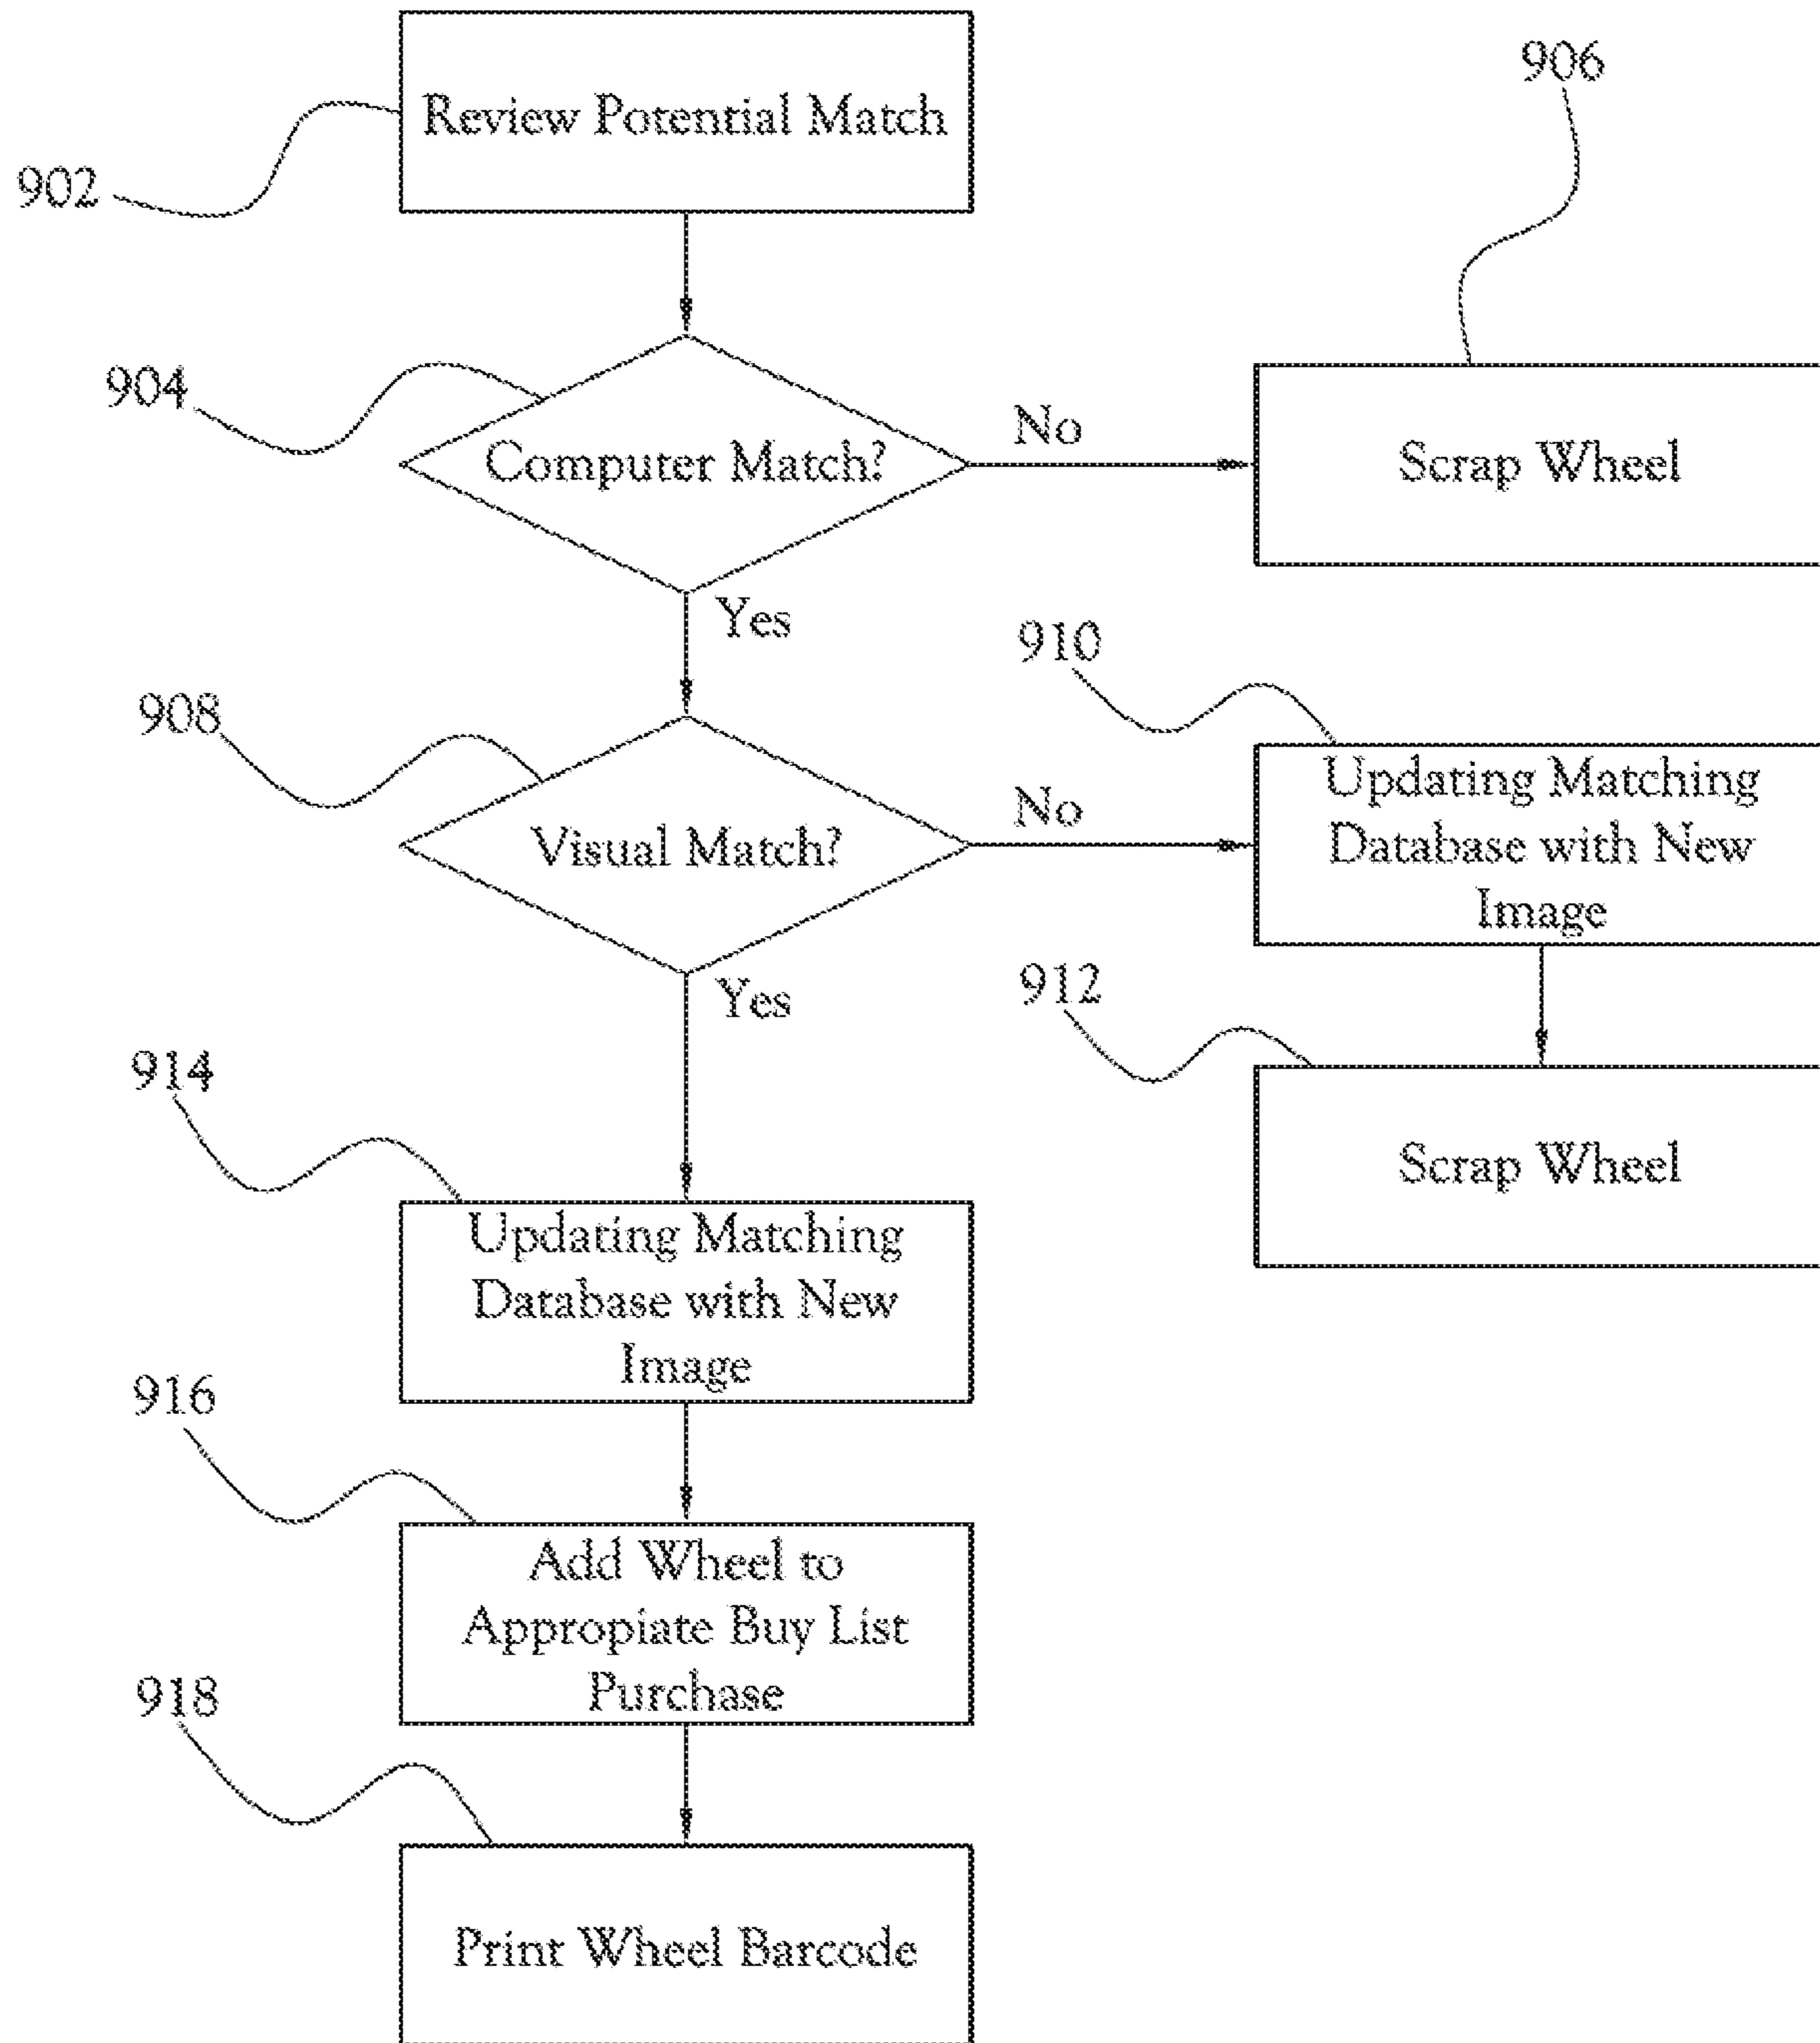 Review Potential Match
902
906
904
Computer Match?
No
Scrap Wheel
Yes
910
908
Visual Match?
No
Updating Matching
Database with New
Image
Yes
912
Scrap Wheel
914
Updating Matching
Database with New
Image
916
Add Wheel to
Appropiate Buy List
Purchase
918
Print Wheel Barcode